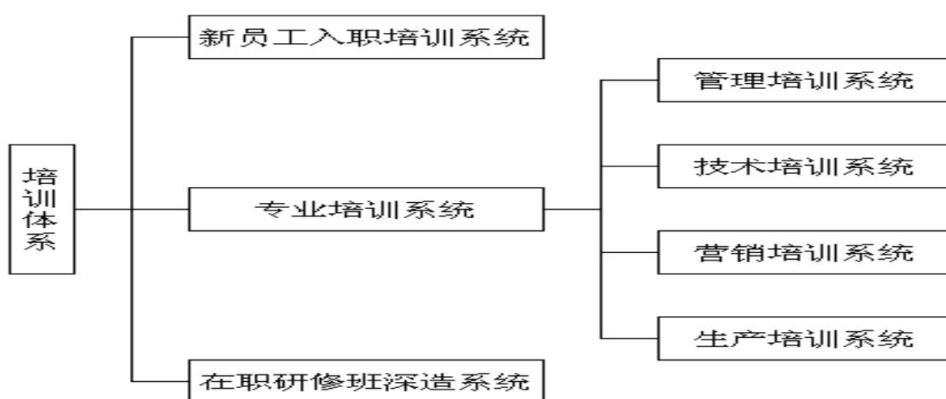 培训体系
新员工入职培训系统
专业培训系统
在职研修班深造系统
管理培训系统
技术培训系统
营销培训系统
生产培训系统